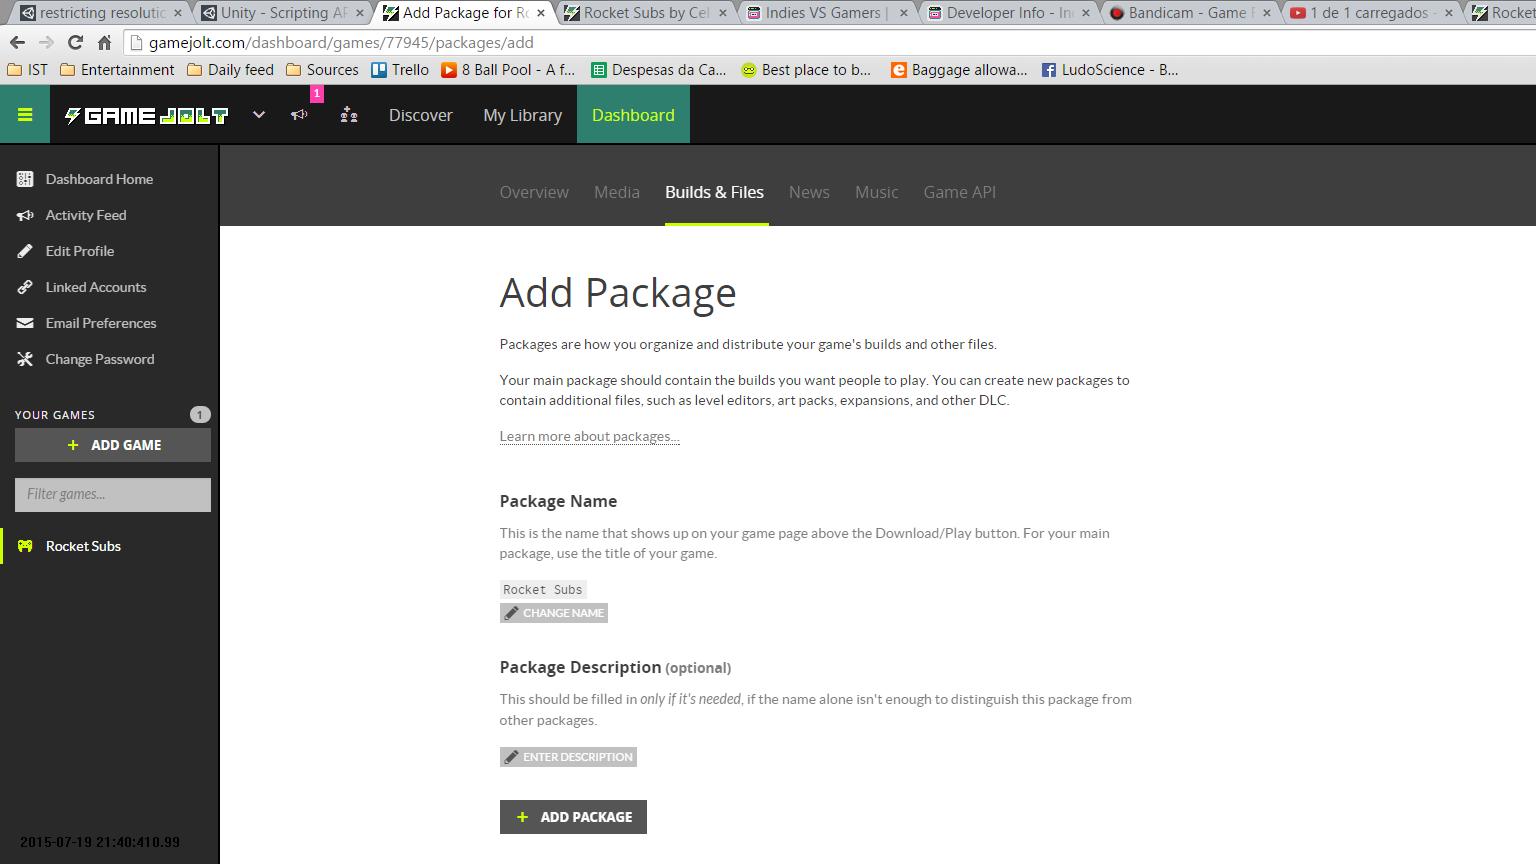 restricting resolutic
Unity - Scripting AP
Add Package for Ro
Rocket Subs by Cel
Indies VS Gamers |
Developer Info - In
Bandicam - Game F
1 de 1 carregados -
Rocket
gamejolt.com/dashboard/games/77945/packages/add
IST Entertainment Daily feed Sources Trello 8 Ball Pool - A f... Despesas da Ca... Best place to b... Baggage allowa... LudoScience - B...
1
GAME JOLT Discover My Library Dashboard
Overview Media Builds & Files News Music Game API
Dashboard Home
Activity Feed
Edit Profile
Linked Accounts
Email Preferences
Change Password
YOUR GAMES 1
+ ADD GAME
Filter games...
Rocket Subs
Add Package
Packages are how you organize and distribute your game's builds and other files.
Your main package should contain the builds you want people to play. You can create new packages to
contain additional files, such as level editors, art packs, expansions, and other DLC.
Learn more about packages...
Package Name
This is the name that shows up on your game page above the Download/Play button. For your main
package, use the title of your game.
Rocket Subs
CHANGE NAME
Package Description (optional)
This should be filled in only if it's needed, if the name alone isn't enough to distinguish this package from
other packages.
ENTER DESCRIPTION
+ ADD PACKAGE
2015-07-19 21:40:410.99